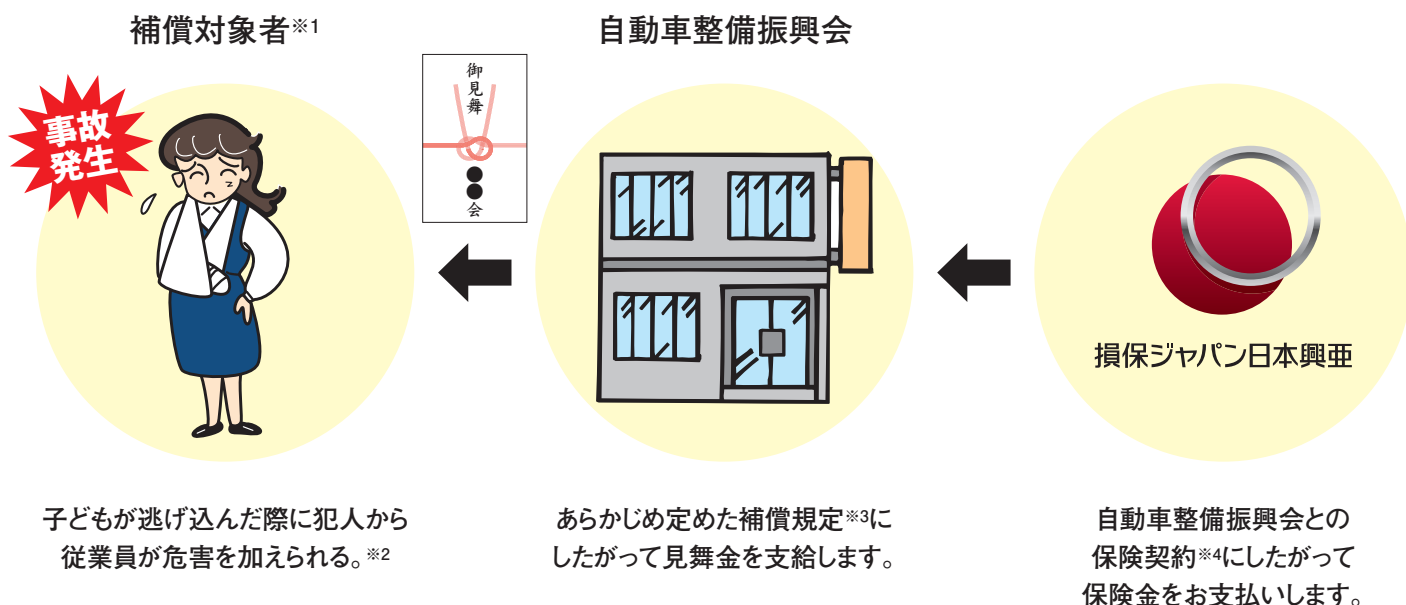 補償対象者※1
自動車整備振興会
事故
発生
御見舞
●●会
損保ジャパン日本興亜
子どもが逃げ込んだ際に犯人から
従業員が危害を加えられる。※2
あらかじめ定めた補償規定※3に
したがって見舞金を支給します。
自動車整備振興会との
保険契約※4にしたがって
保険金をお支払いします。